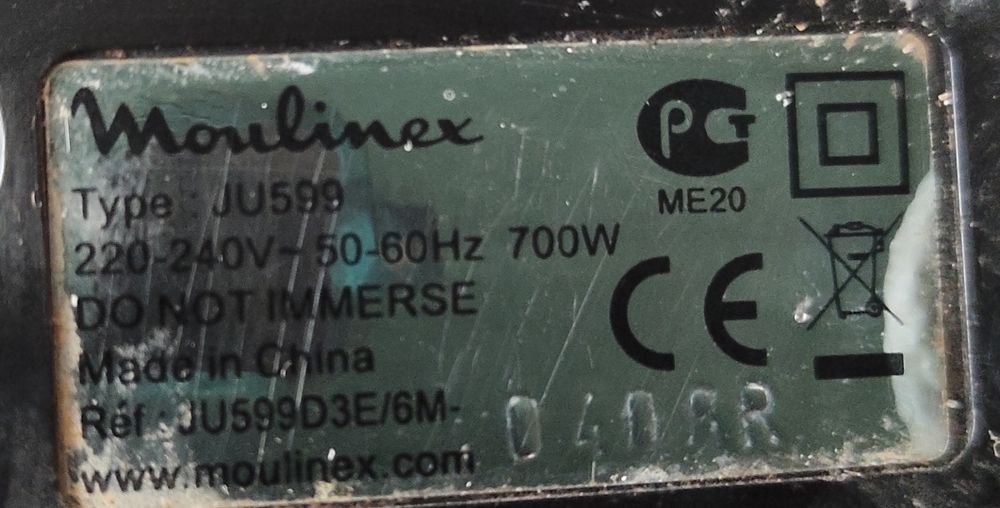 Moulinex
Type : JU599
220-240V~ 50-60Hz 700W
DO NOT IMMERSE
Made in China
Réf : JU599D3E/6M-
www.moulinex.com
PCT
ME20
CE